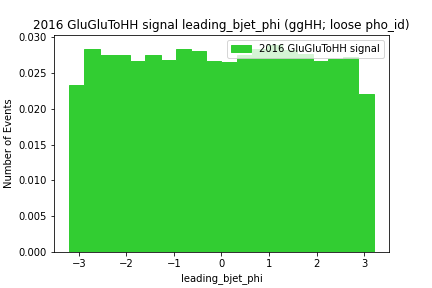 2016 GluGluToHH signal leading_bjet_phi (ggHH; loose pho_id)
2016 GluGluToHH signal
Number of Events
0.030
0.025
0.020
0.015
0.010
0.005
0.000
−3 −2 −1 0 1 2 3
leading_bjet_phi